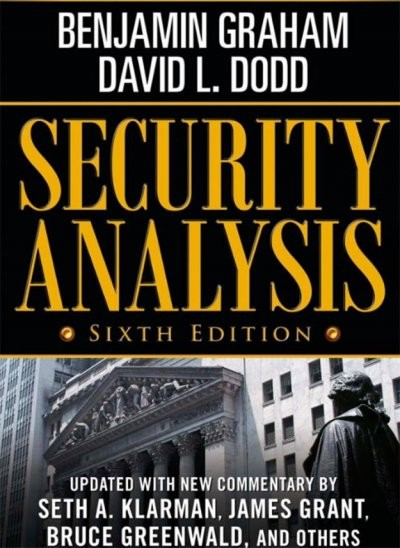 BENJAMIN GRAHAM
DAVID L. DODD
SECURITY
ANALYSIS
SIXTH EDITION
UPDATED WITH NEW COMMENTARY BY
SETH A. KLARMAN, JAMES GRANT,
BRUCE GREENWALD, AND OTHERS